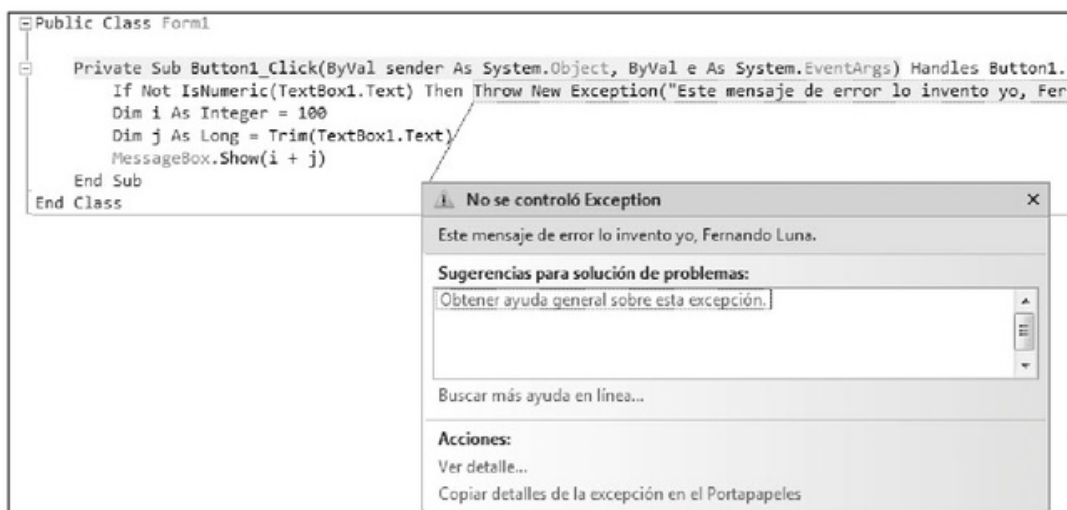 Public Class Form1
Private Sub Button1_Click(ByVal sender As System.Object, ByVal e As System.EventArgs) Handles Button1.
If Not IsNumeric(TextBox1.Text) Then Throw New Exception("Este mensaje de error lo invento yo, Fer
Dim i As Integer = 100
Dim j As Long = Trim(TextBox1.Text)
MessageBox.Show(i + j)
End Sub
End Class
No se controló Exception
Este mensaje de error lo invento yo, Fernando Luna.
Sugerencias para solución de problemas:
Obtener ayuda general sobre esta excepción.
Buscar más ayuda en línea...
Acciones:
Ver detalle...
Copiar detalles de la excepción en el Portapapeles